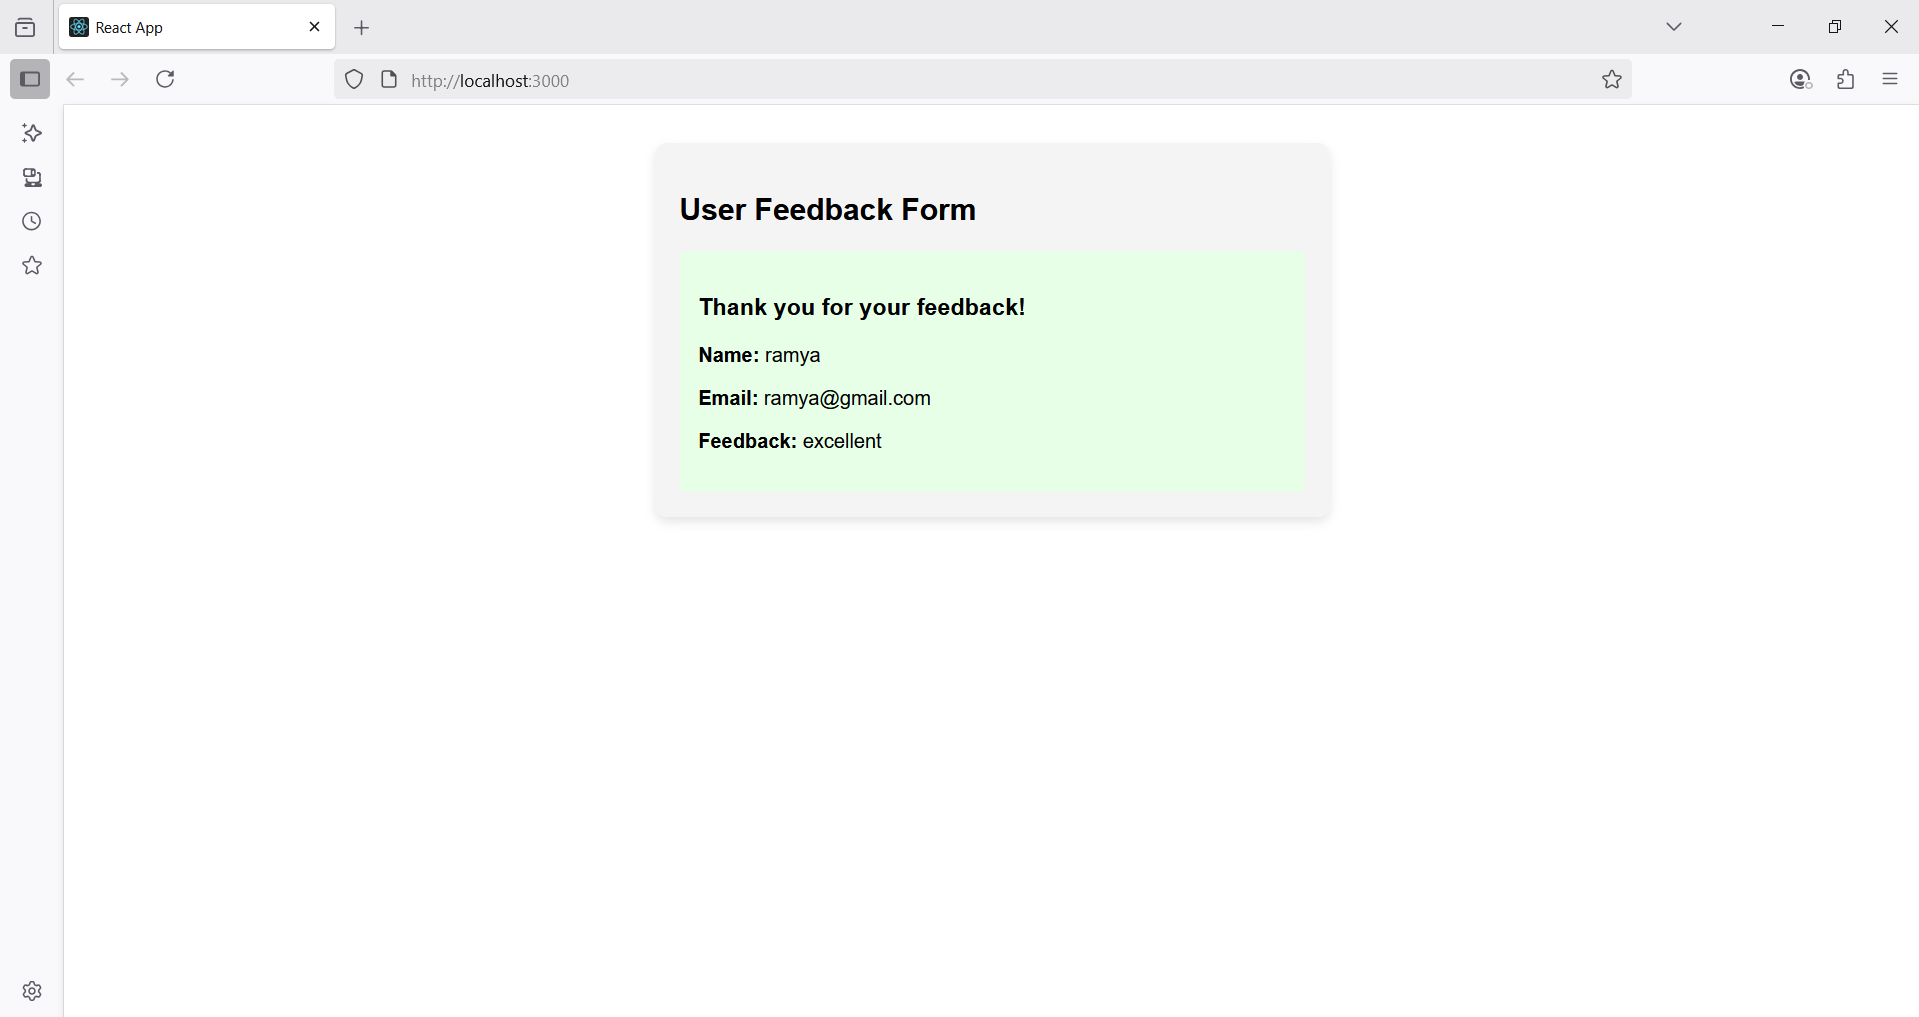 React App
http://localhost:3000
User Feedback Form
Thank you for your feedback!
Name: ramya
Email: ramya@gmail.com
Feedback: excellent